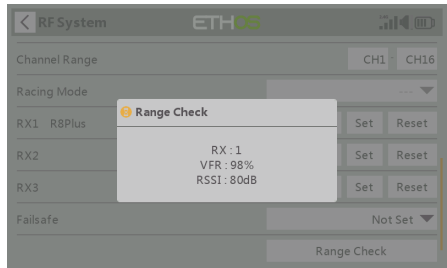 RF System
ETHOS
Channel Range CH1 CH16
Racing Mode ---
Range Check
RX1 R8Plus Set Reset
RX : 1
VFR : 98%
RSSI : 80dB
RX2 Set Reset
RX3 Set Reset
Failsafe Not Set
Range Check